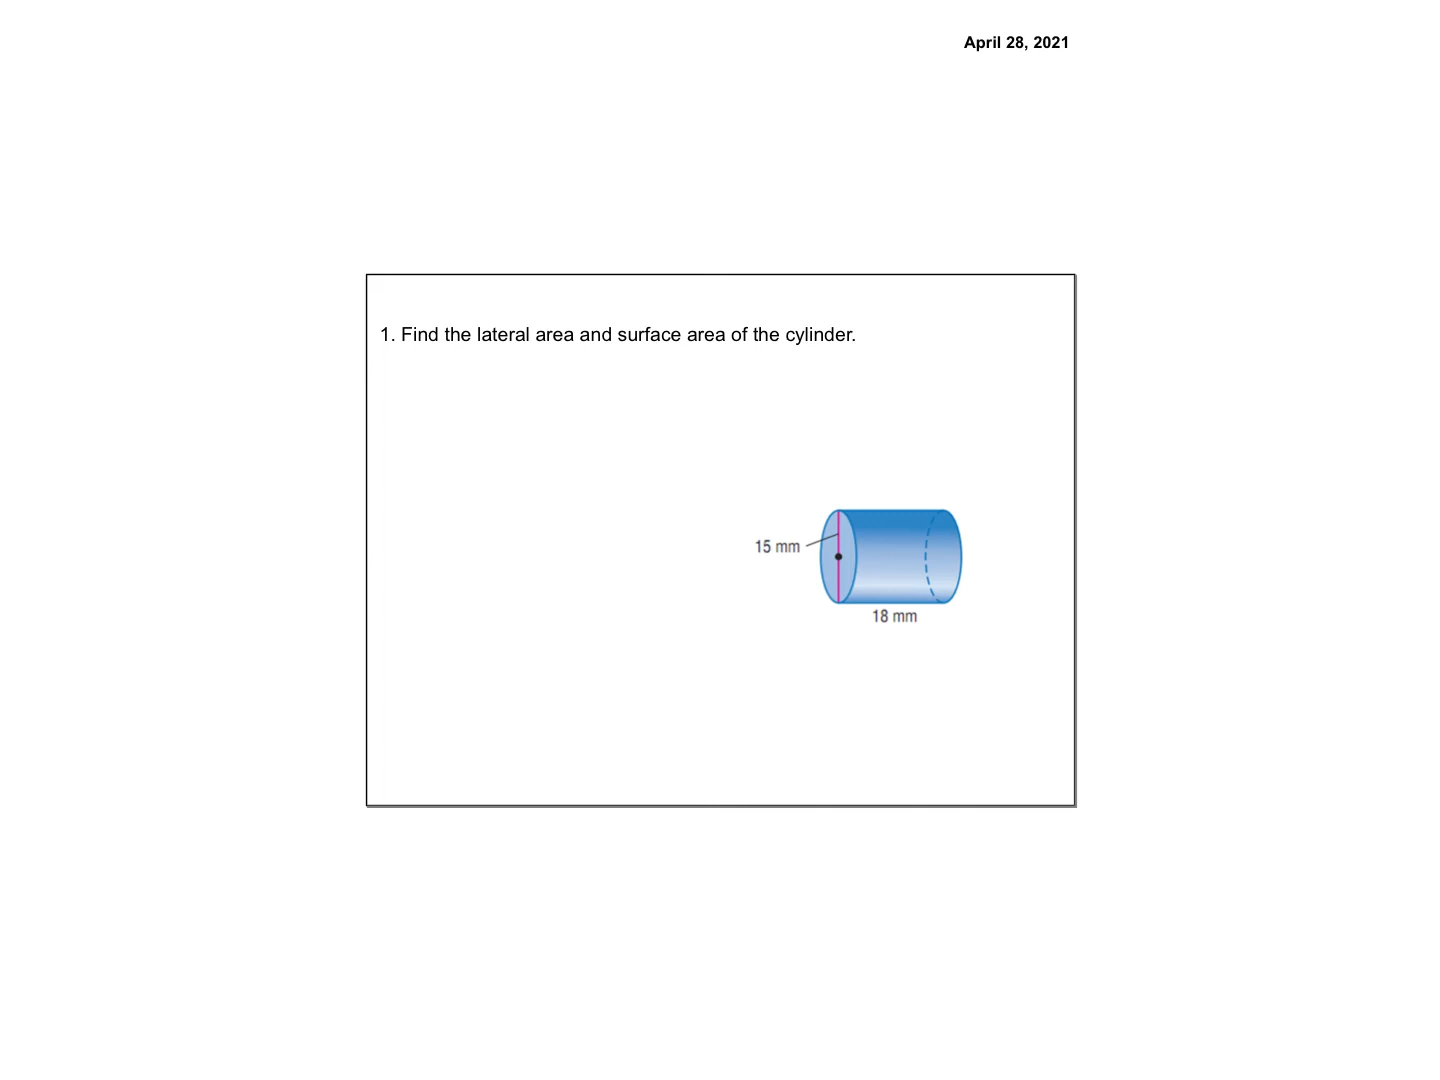 April 28, 2021
1. Find the lateral area and surface area of the cylinder.
15 mm
18 mm